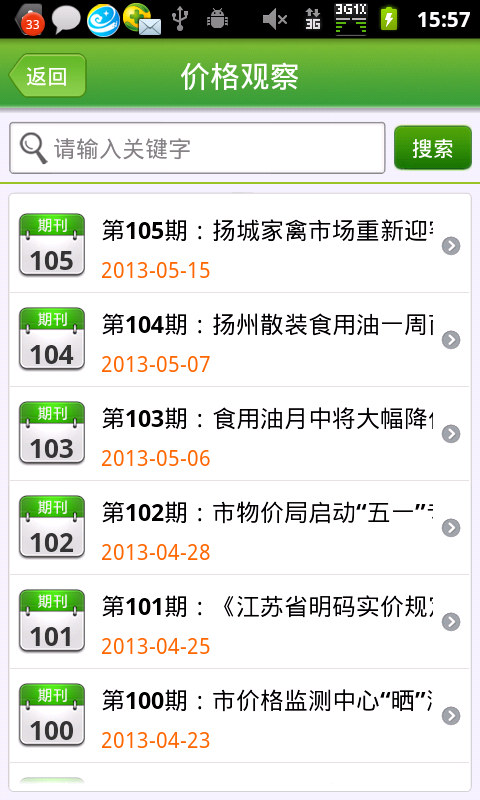 33
3G
3G1X
15:57
返回
价格观察
请输入关键字
搜索
期刊
105
第105期：扬城家禽市场重新迎
2013-05-15
期刊
104
第104期：扬州散装食用油一周
2013-05-07
期刊
103
第103期：食用油月中将大幅降
2013-05-06
期刊
102
第102期：市物价局启动“五一”
2013-04-28
期刊
101
第101期：《江苏省明码实价规
2013-04-25
期刊
100
第100期：市价格监测中心“晒”
2013-04-23